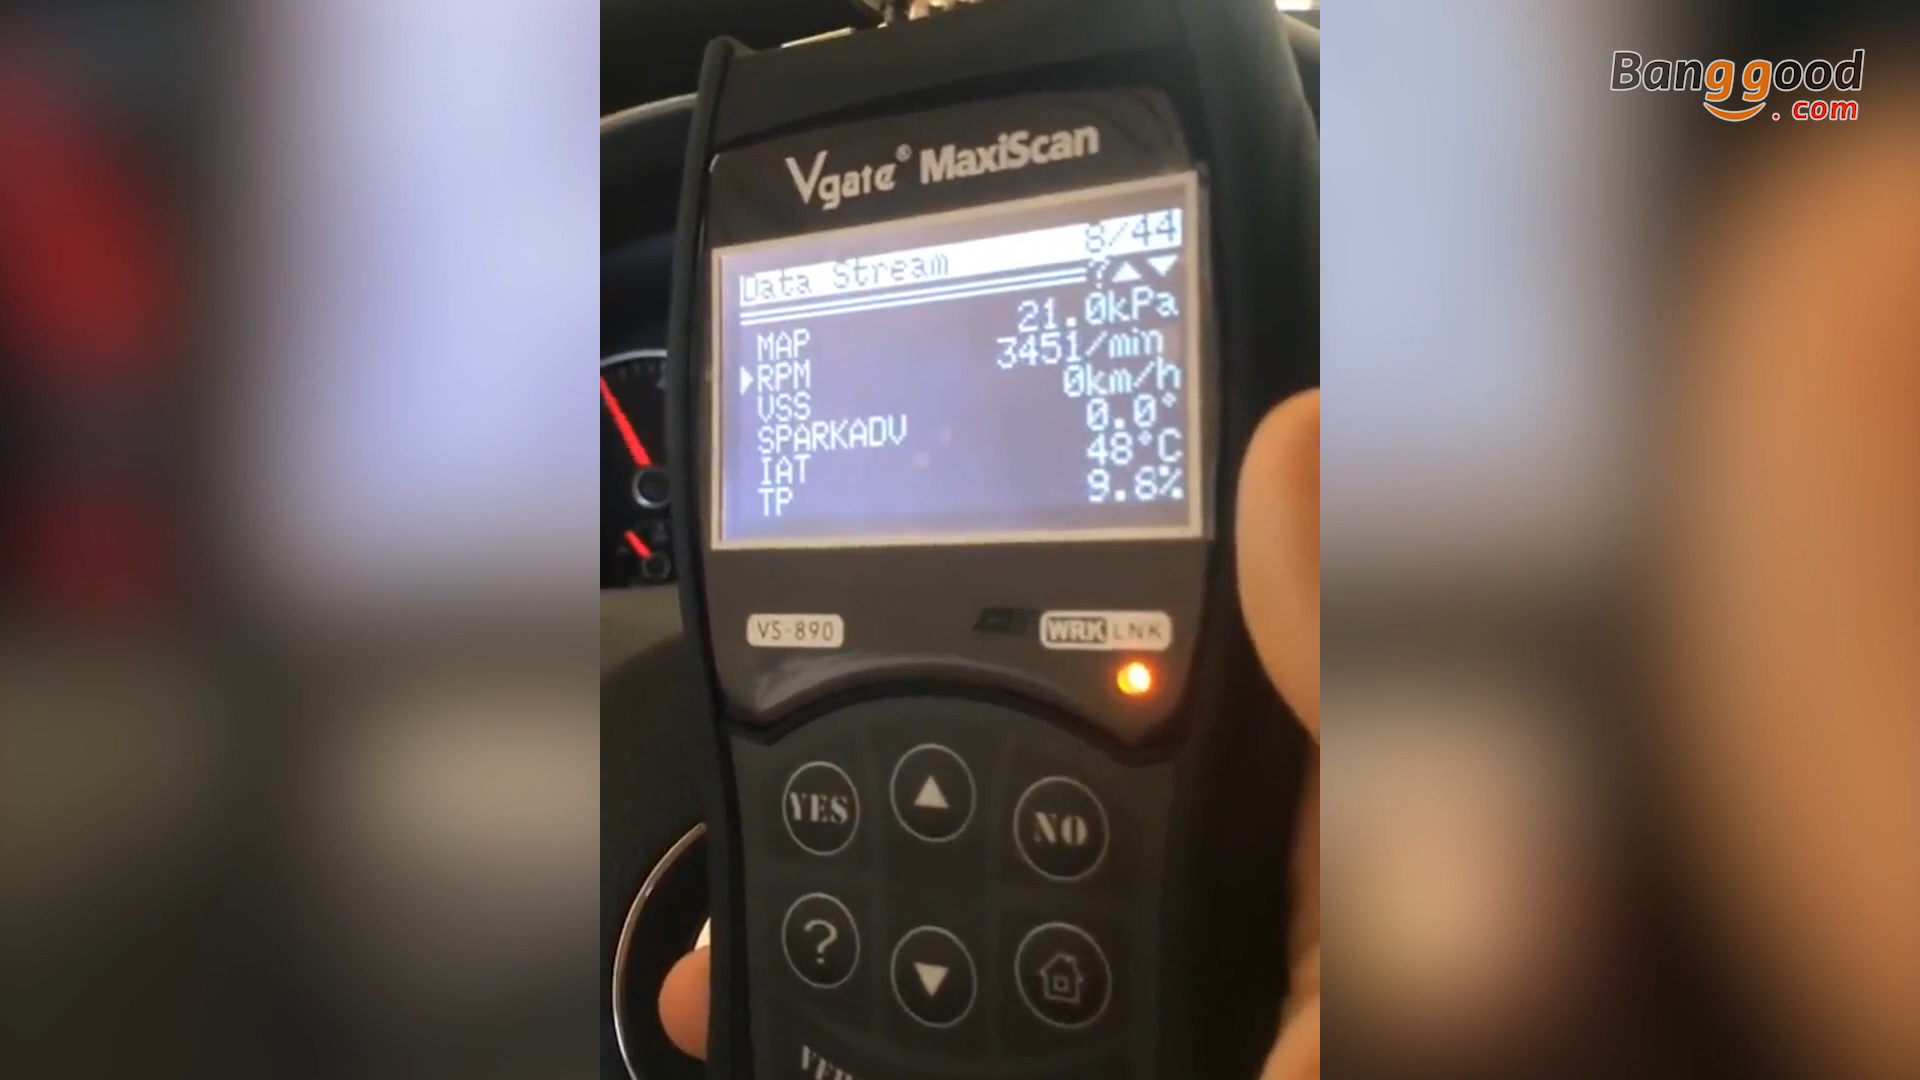 Banggood
.com
Vgate® MaxiScan
Data Stream 8/44
?▲▼
MAP 21.0kPa
RPM 3451/min
VSS 0km/h
SPARKADV 0.0°
IAT 48°C
TP 9.8%
VS-890
WRK LNK
YES
NO
?